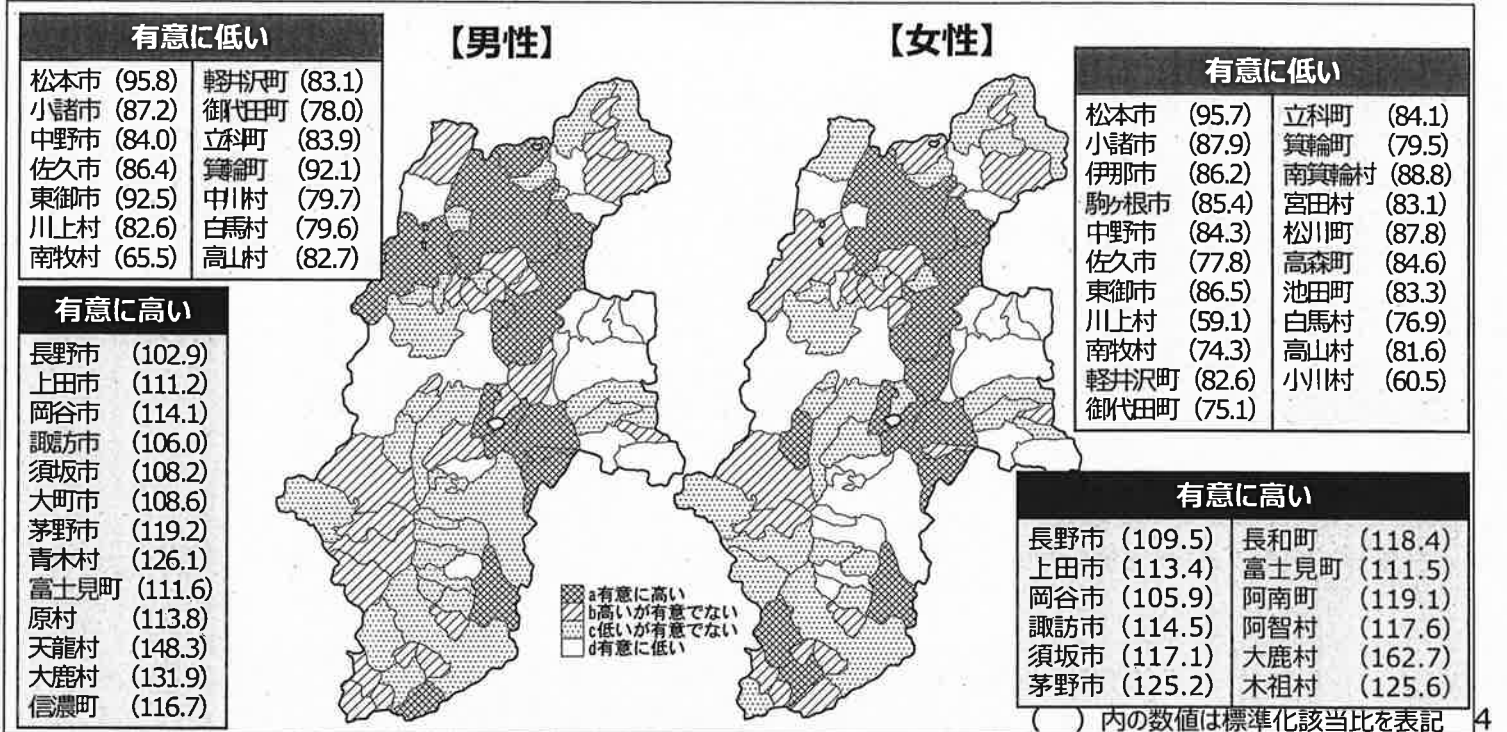 有意に低い
松本市 (95.8) 軽井沢町 (83.1)
小諸市 (87.2) 御代田町 (78.0)
中野市 (84.0) 立科町 (83.9)
佐久市 (86.4) 箕輪町 (92.1)
東御市 (92.5) 中川村 (79.7)
川上村 (82.6) 白馬村 (79.6)
南牧村 (65.5) 高山村 (82.7)
有意に高い
長野市 (102.9)
上田市 (111.2)
岡谷市 (114.1)
諏訪市 (106.0)
須坂市 (108.2)
大町市 (108.6)
茅野市 (119.2)
青木村 (126.1)
富士見町 (111.6)
原村 (113.8)
天龍村 (148.3)
大鹿村 (131.9)
信濃町 (116.7)
【男性】
【女性】
a有意に高い
b高いが有意でない
c低いが有意でない
d有意に低い
有意に低い
松本市 (95.7) 立科町 (84.1)
小諸市 (87.9) 箕輪町 (79.5)
伊那市 (86.2) 南箕輪村 (88.8)
駒ヶ根市 (85.4) 宮田村 (83.1)
中野市 (84.3) 松川町 (87.8)
佐久市 (77.8) 高森町 (84.6)
東御市 (86.5) 池田町 (83.3)
川上村 (59.1) 白馬村 (76.9)
南牧村 (74.3) 高山村 (81.6)
軽井沢町 (82.6) 小川村 (60.5)
御代田町 (75.1)
有意に高い
長野市 (109.5) 長和町 (118.4)
上田市 (113.4) 富士見町 (111.5)
岡谷市 (105.9) 阿南町 (119.1)
諏訪市 (114.5) 阿智村 (117.6)
須坂市 (117.1) 大鹿村 (162.7)
茅野市 (125.2) 木祖村 (125.6)
( ) 内の数値は標準化該当比を表記
4